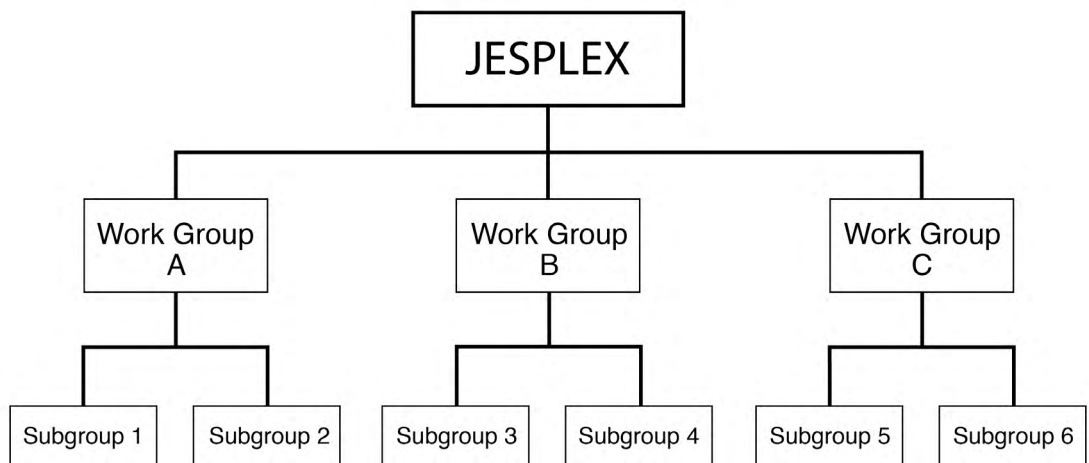 JESPLEX
Work Group
A
Work Group
B
Work Group
C
Subgroup 1
Subgroup 2
Subgroup 3
Subgroup 4
Subgroup 5
Subgroup 6